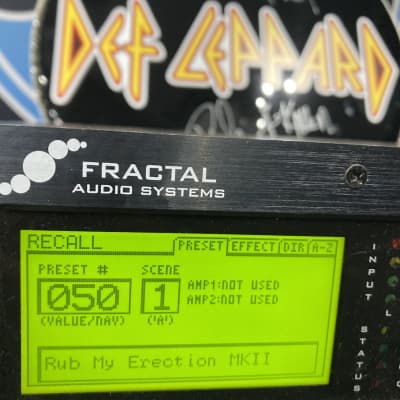 DEF LEPPARD
FRACTAL
AUDIO SYSTEMS
RECALL
PRESET EFFECT DIR A-Z
PRESET # SCENE
050 1 AMP1:NOT USED
AMP2:NOT USED
(VALUE/NAV) ('A')
Rub My Erection MKII
INPUT
STATUS